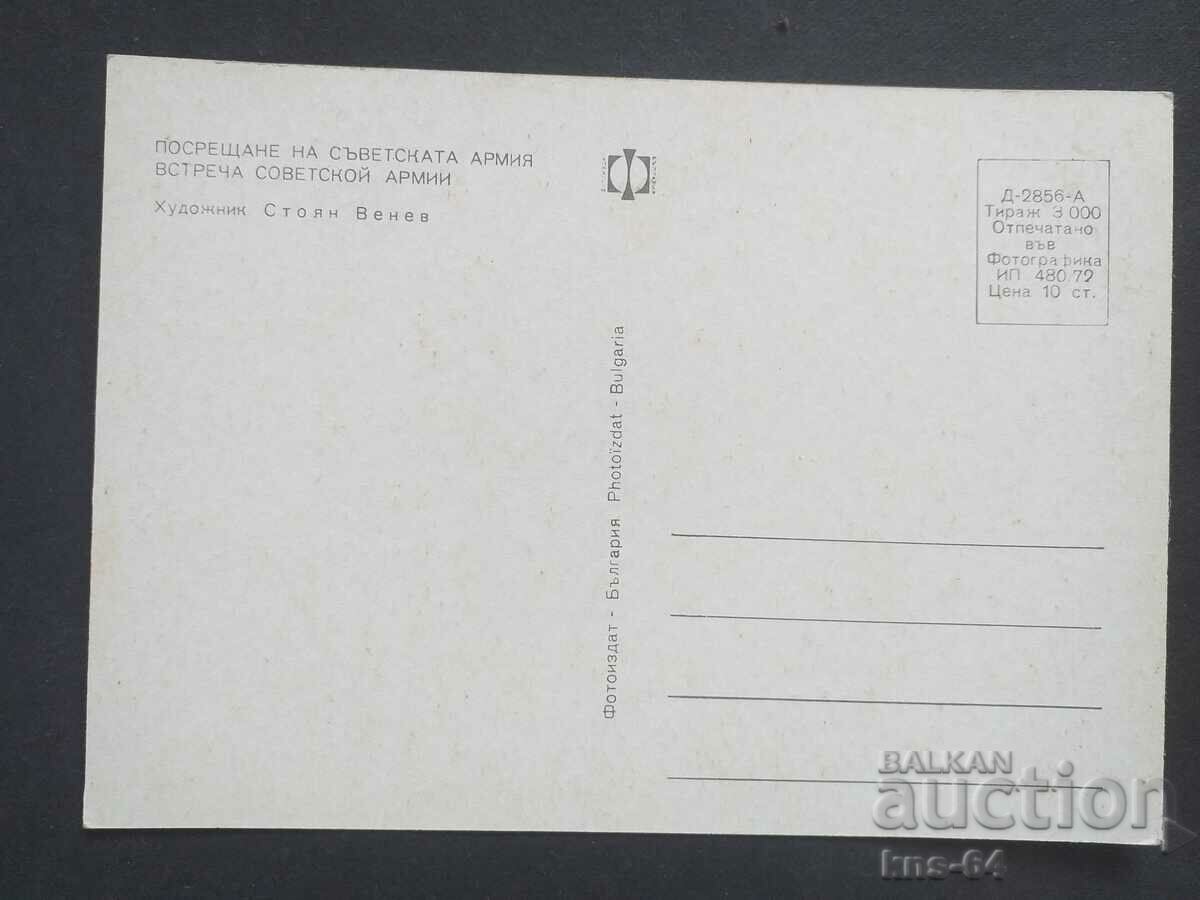 ПОСРЕЩАНЕ НА СЪВЕТСКАТА АРМИЯ
ВСТРЕЧА СОВЕТСКОЙ АРМИИ
Художник Стоян Венев
Фотоиздат - България Photoïzdat - Bulgaria
Д-2856-А
Тираж 3 000
Отпечатано
във
Фотографика
ИП 480.72
Цена 10 ст.
BALKAN
auction
kns-64